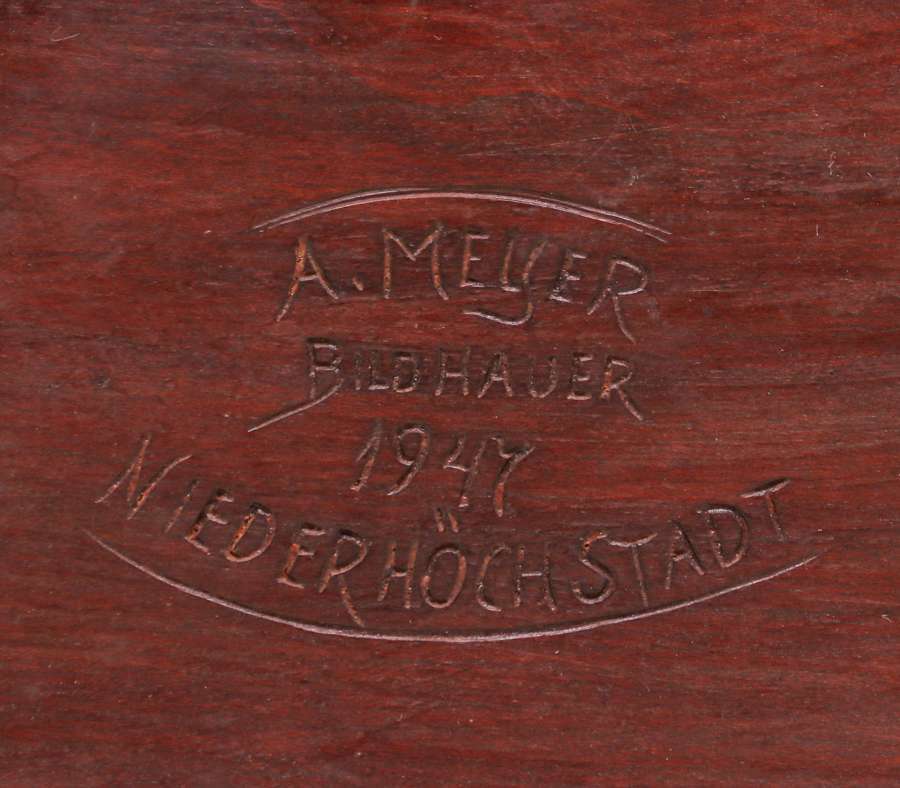 A. MEYER
BILDHAUER
1947
NIEDERHÖCHSTADT